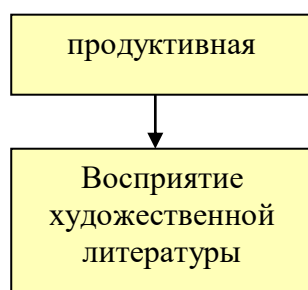 продуктивная
Восприятие
художественной
литературы